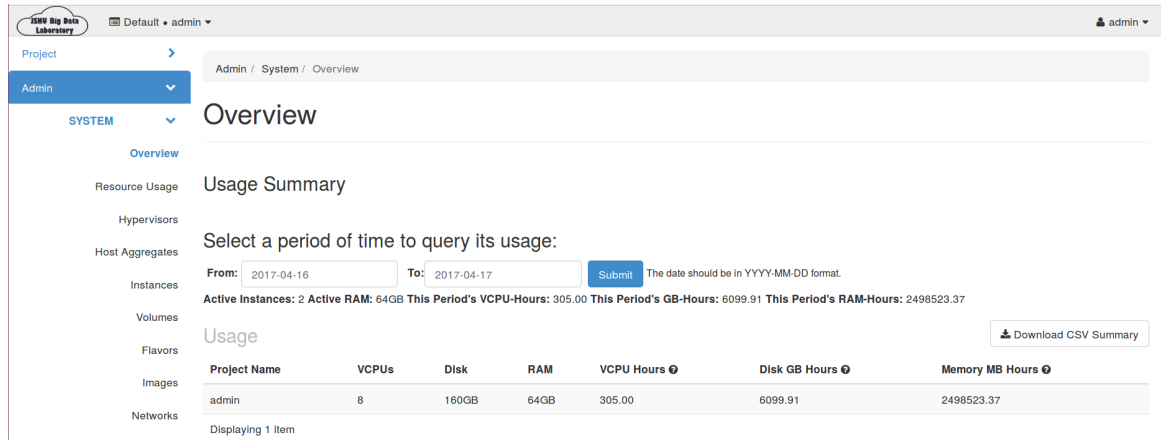 JSNU Big Data
Laboratory
Default • admin
admin
Project
Admin
SYSTEM
Overview
Resource Usage
Hypervisors
Host Aggregates
Instances
Volumes
Flavors
Images
Networks
Admin / System / Overview
Overview
Usage Summary
Select a period of time to query its usage:
From: 2017-04-16 To: 2017-04-17 Submit The date should be in YYYY-MM-DD format.
Active Instances: 2 Active RAM: 64GB This Period's VCPU-Hours: 305.00 This Period's GB-Hours: 6099.91 This Period's RAM-Hours: 2498523.37
Usage
Download CSV Summary
Project Name VCPUs Disk RAM VCPU Hours Disk GB Hours Memory MB Hours
admin 8 160GB 64GB 305.00 6099.91 2498523.37
Displaying 1 item